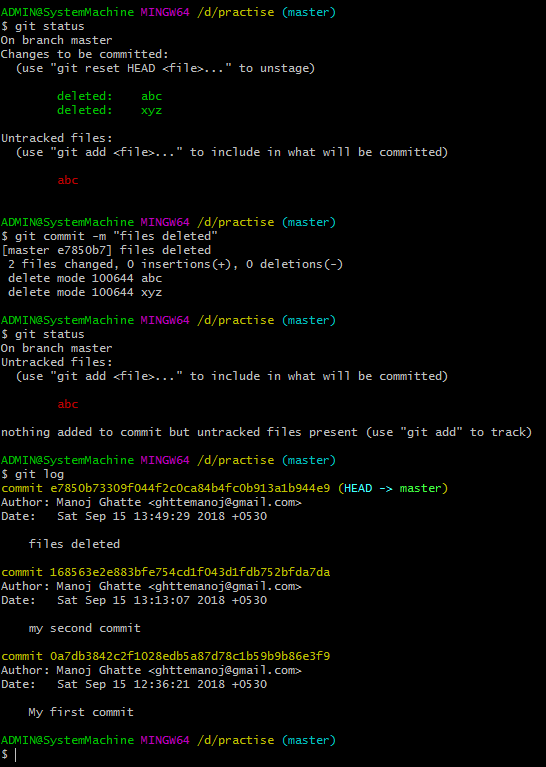 ADMIN@SystemMachine MINGW64 /d/practise (master)
$ git status
On branch master
Changes to be committed:
  (use "git reset HEAD <file>..." to unstage)
        deleted:    abc
        deleted:    xyz
Untracked files:
  (use "git add <file>..." to include in what will be committed)
        abc
ADMIN@SystemMachine MINGW64 /d/practise (master)
$ git commit -m "files deleted"
[master e7850b7] files deleted
 2 files changed, 0 insertions(+), 0 deletions(-)
 delete mode 100644 abc
 delete mode 100644 xyz
ADMIN@SystemMachine MINGW64 /d/practise (master)
$ git status
On branch master
Untracked files:
  (use "git add <file>..." to include in what will be committed)
        abc
nothing added to commit but untracked files present (use "git add" to track)
ADMIN@SystemMachine MINGW64 /d/practise (master)
$ git log
commit e7850b73309f044f2c0ca84b4fc0b913a1b944e9 (HEAD -> master)
Author: Manoj Ghatte <ghttemanoj@gmail.com>
Date:   Sat Sep 15 13:49:29 2018 +0530
    files deleted
commit 168563e2e883bfe754cd1f043d1fdb752bfda7da
Author: Manoj Ghatte <ghttemanoj@gmail.com>
Date:   Sat Sep 15 13:13:07 2018 +0530
    my second commit
commit 0a7db3842c2f1028edb5a87d78c1b59b9b86e3f9
Author: Manoj Ghatte <ghttemanoj@gmail.com>
Date:   Sat Sep 15 12:36:21 2018 +0530
    My first commit
ADMIN@SystemMachine MINGW64 /d/practise (master)
$